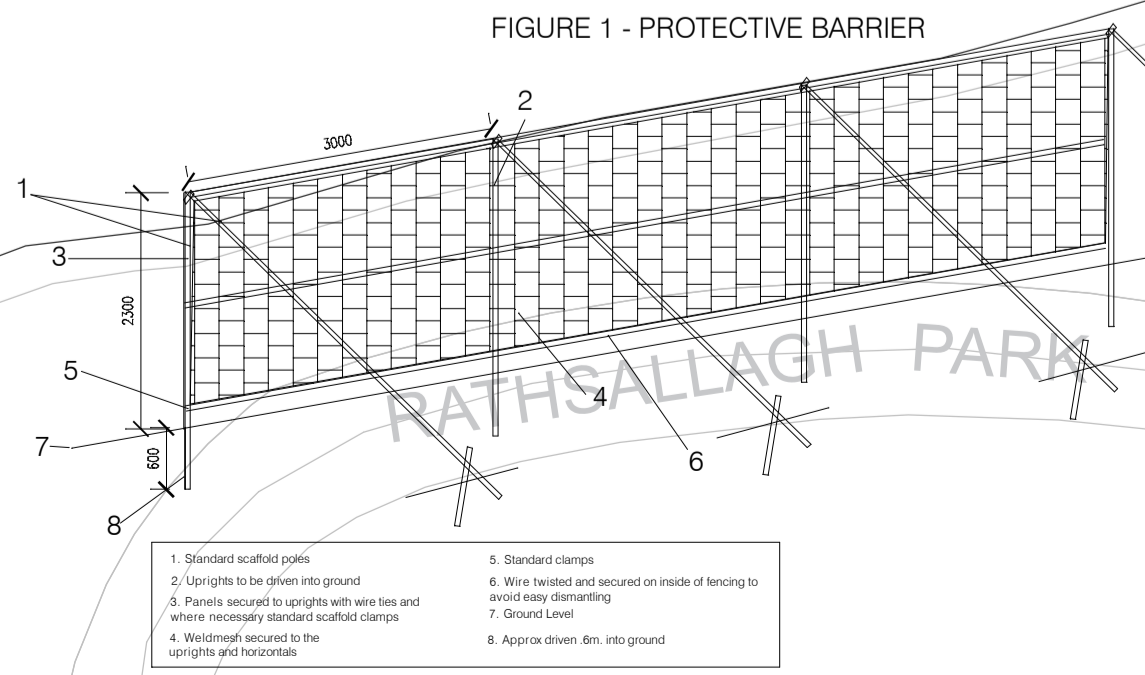 FIGURE 1 - PROTECTIVE BARRIER
2
3000
1
3
2300
5
4
7
600
6
8
RATHSALLAGH PARK
1. Standard scaffold poles
2. Uprights to be driven into ground
3. Panels secured to uprights with wire ties and
where necessary standard scaffold clamps
4. Weldmesh secured to the
uprights and horizontals
5. Standard clamps
6. Wire twisted and secured on inside of fencing to
avoid easy dismantling
7. Ground Level
8. Approx driven .6m. into ground